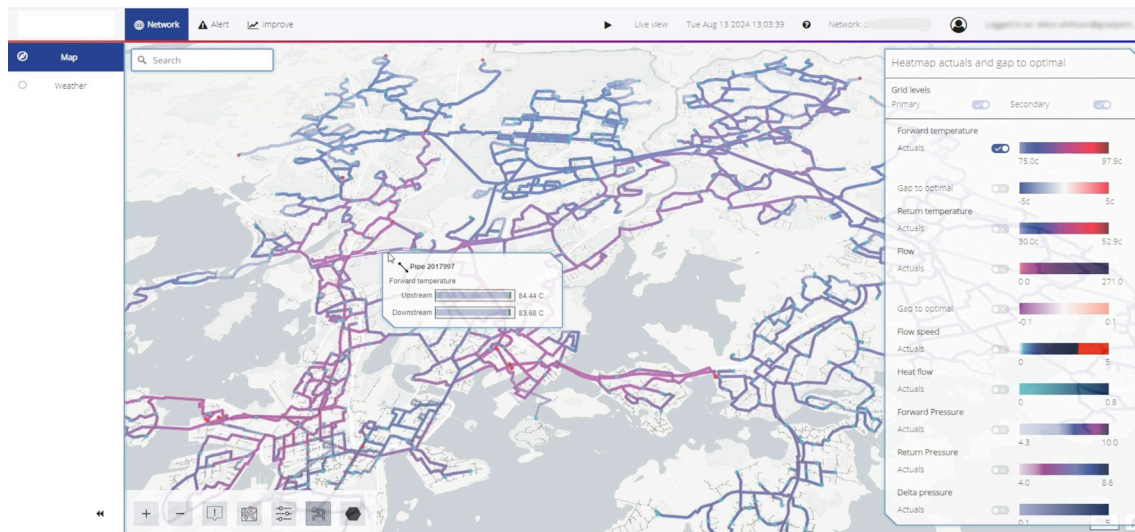 Network
Alert
Improve
Live view
Tue Aug 13 2024 13:03:39
Network:
Map
Weather
Search
Pipe 2017997
Forward temperature
Upstream 84.44 C
Downstream 83.68 C
Heatmap actuals and gap to optimal
Grid levels
Primary Secondary
Forward temperature
Actuals
75.0c 97.9c
Gap to optimal
-5c 5c
Return temperature
Actuals
30.0c 52.9c
Flow
Actuals
0.0 271.0
Gap to optimal
-0.1 0.1
Flow speed
Actuals
0 5
Heat flow
Actuals
0 0.8
Forward Pressure
Actuals
4.3 10.0
Return Pressure
Actuals
4.0 8.6
Delta pressure
Actuals
0.1 5